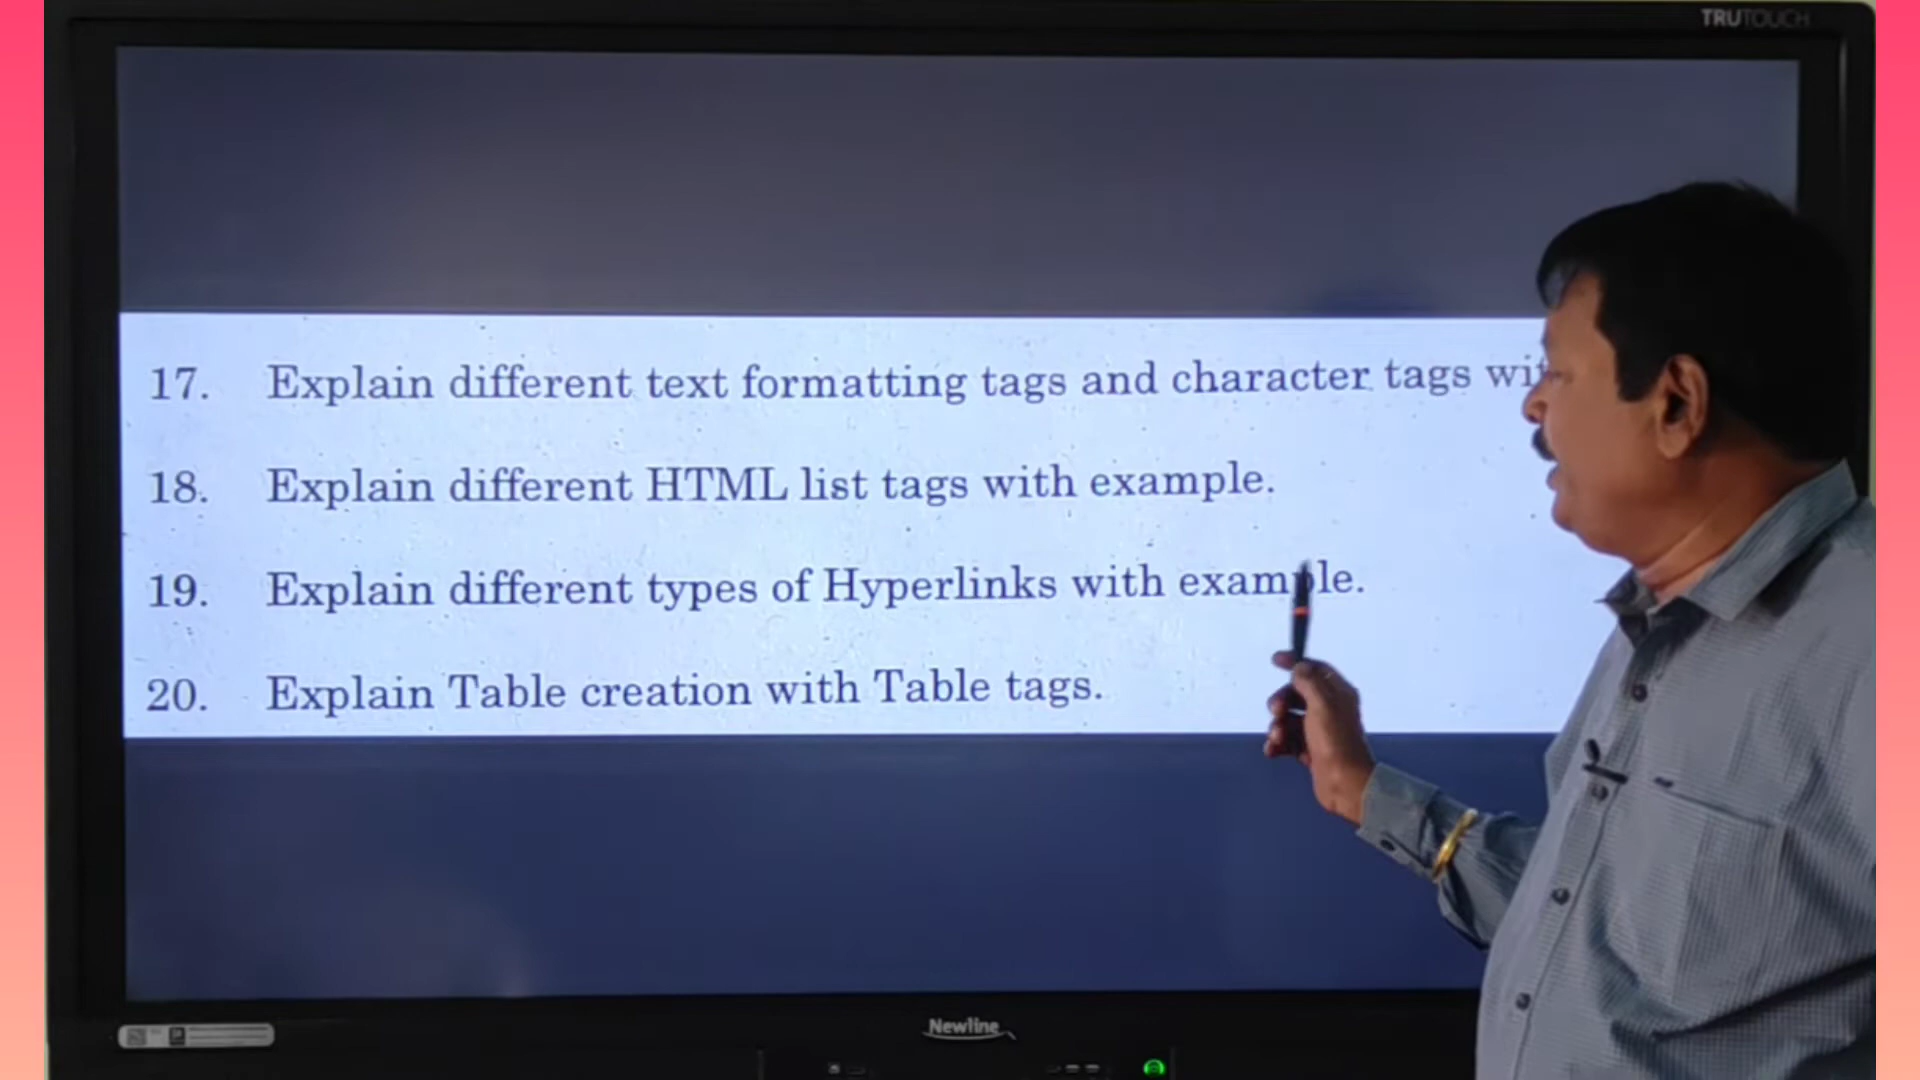 TRUTOUCH
17. Explain different text formatting tags and character tags
18. Explain different HTML list tags with example.
19. Explain different types of Hyperlinks with example.
20. Explain Table creation with Table tags.
Newline